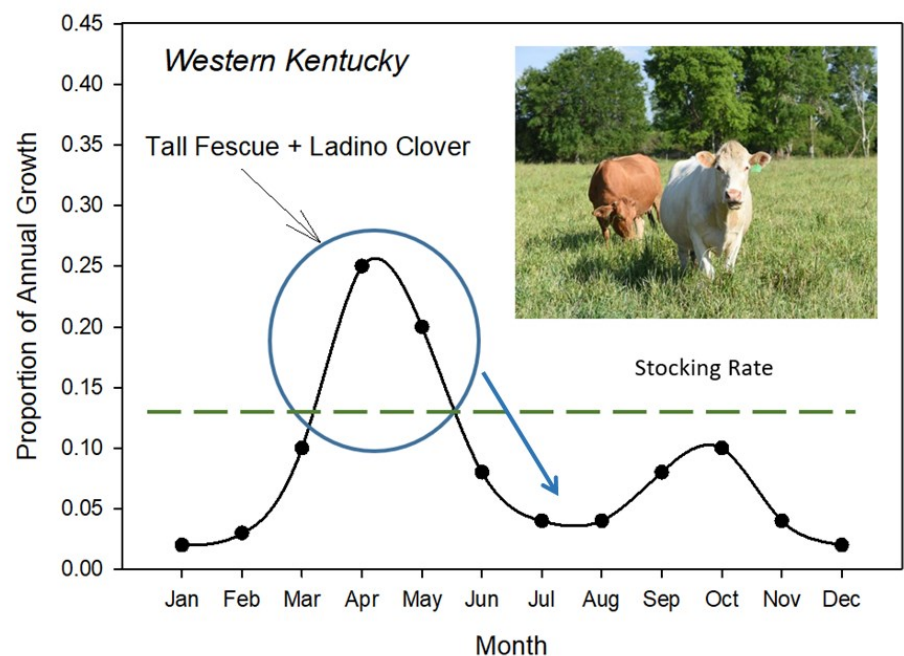 Western Kentucky
Tall Fescue + Ladino Clover
Stocking Rate
Proportion of Annual Growth
0.45
0.40
0.35
0.30
0.25
0.20
0.15
0.10
0.05
0.00
Jan Feb Mar Apr May Jun Jul Aug Sep Oct Nov Dec
Month